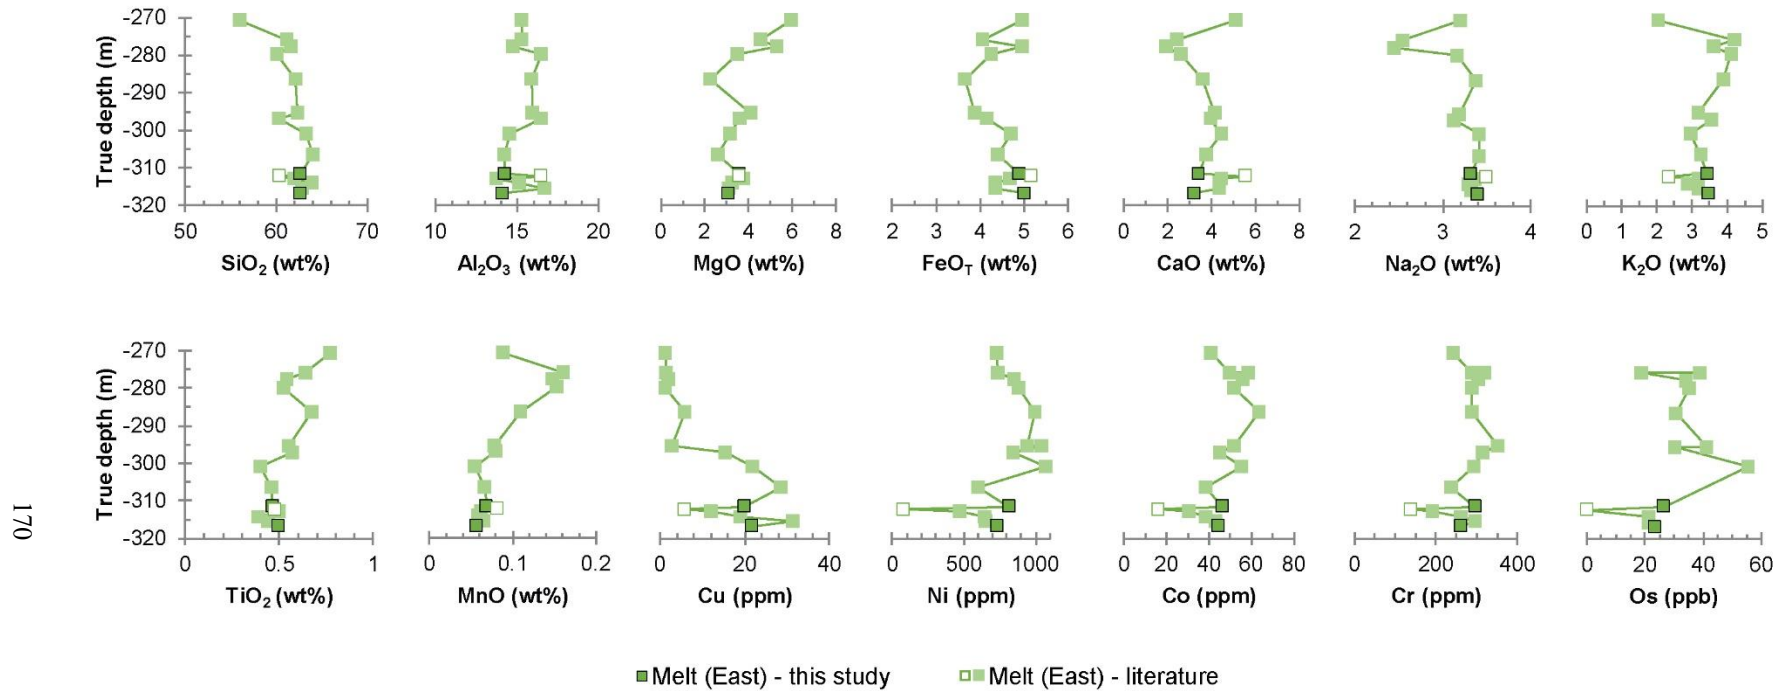 -270
-280
-290
-300
-310
-320
True depth (m)
50 60 70
SiO₂ (wt%)
10 15 20
Al₂O₃ (wt%)
0 2 4 6 8
MgO (wt%)
2 3 4 5 6
FeO_T (wt%)
0 2 4 6 8
CaO (wt%)
2 3 4
Na₂O (wt%)
0 1 2 3 4 5
K₂O (wt%)
-270
-280
-290
-300
-310
-320
True depth (m)
0 0.5 1
TiO₂ (wt%)
0 0.1 0.2
MnO (wt%)
0 20 40
Cu (ppm)
0 500 1000
Ni (ppm)
0 20 40 60 80
Co (ppm)
0 200 400
Cr (ppm)
0 20 40 60
Os (ppb)
Melt (East) - this study
Melt (East) - literature
170